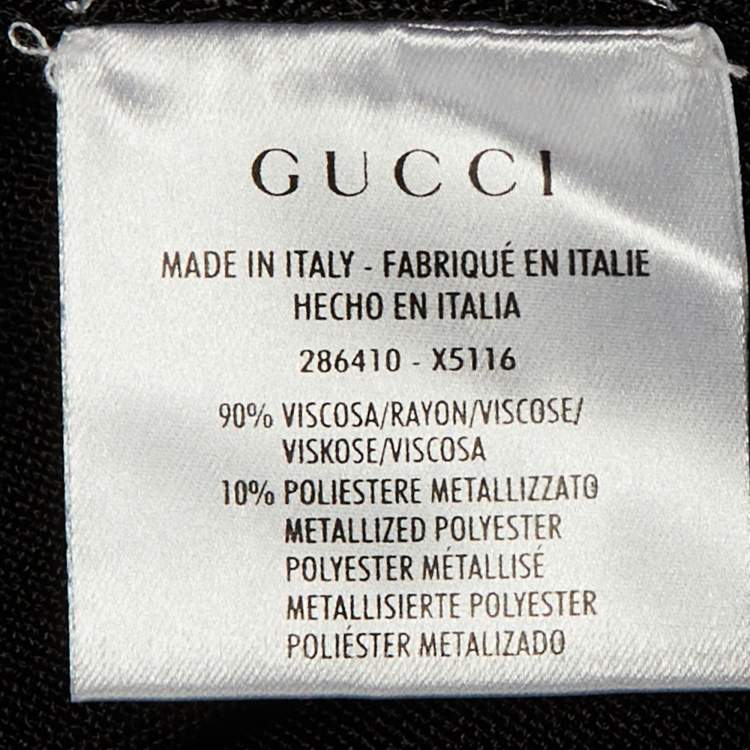 GUCCI
MADE IN ITALY - FABRIQUÉ EN ITALIE
HECHO EN ITALIA
286410 - X5116
90% VISCOSA/RAYON/VISCOSE/
VISKOSE/VISCOSA
10% POLIESTERE METALLIZZATO
METALLIZED POLYESTER
POLYESTER MÉTALLISÉ
METALLISIERTE POLYESTER
POLIÉSTER METALIZADO